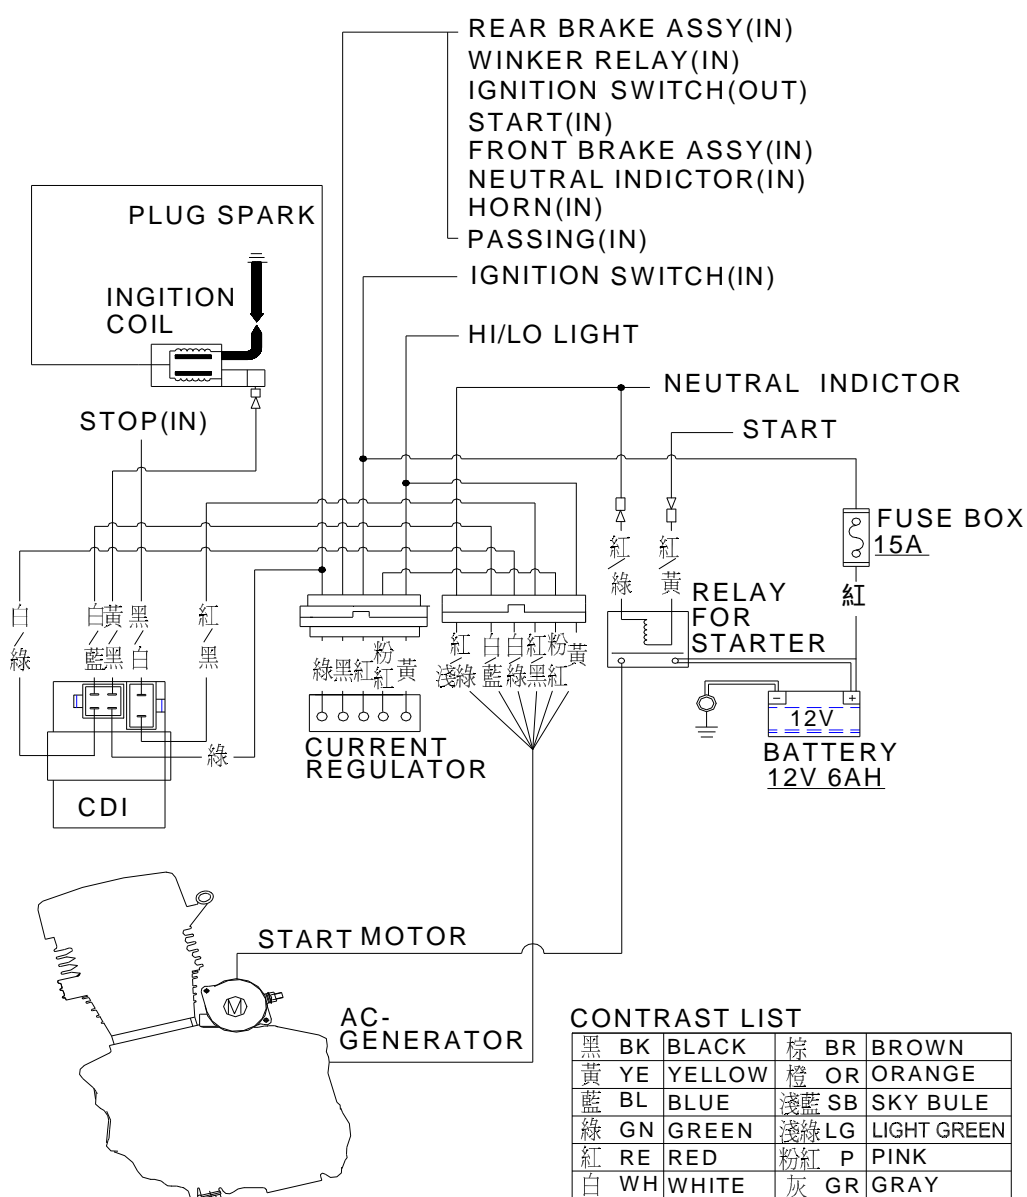 REAR BRAKE ASSY(IN)
WINKER RELAY(IN)
IGNITION SWITCH(OUT)
START(IN)
FRONT BRAKE ASSY(IN)
NEUTRAL INDICTOR(IN)
HORN(IN)
PASSING(IN)
IGNITION SWITCH(IN)
PLUG SPARK
INGITION
COIL
HI/LO LIGHT
NEUTRAL INDICTOR
STOP(IN)
START
FUSE BOX
15A
紅/綠
紅/黃
紅
RELAY
FOR
STARTER
白/綠
白/藍
黃/黑
黑/白
紅/黑
綠
綠
黑
紅
粉紅
黃
紅/淺綠
白/藍
白/綠
紅/黑
粉紅
黃
CURRENT
REGULATOR
CDI
- +
12V
BATTERY
12V 6AH
START MOTOR
M
AC-
GENERATOR
CONTRAST LIST
黑 BK BLACK 棕 BR BROWN
黃 YE YELLOW 橙 OR ORANGE
藍 BL BLUE 淺藍 SB SKY BULE
綠 GN GREEN 淺綠 LG LIGHT GREEN
紅 RE RED 粉紅 P PINK
白 WH WHITE 灰 GR GRAY